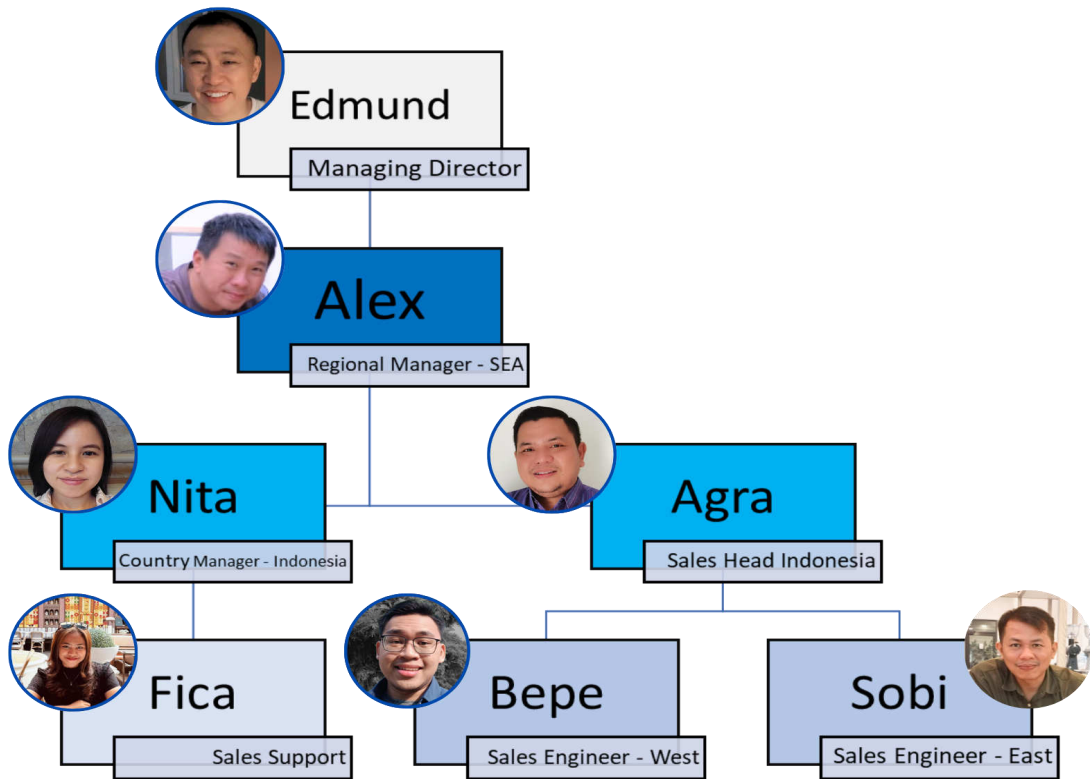 Edmund
Managing Director
Alex
Regional Manager - SEA
Nita
Country Manager - Indonesia
Agra
Sales Head Indonesia
Fica
Sales Support
Bepe
Sales Engineer - West
Sobi
Sales Engineer - East